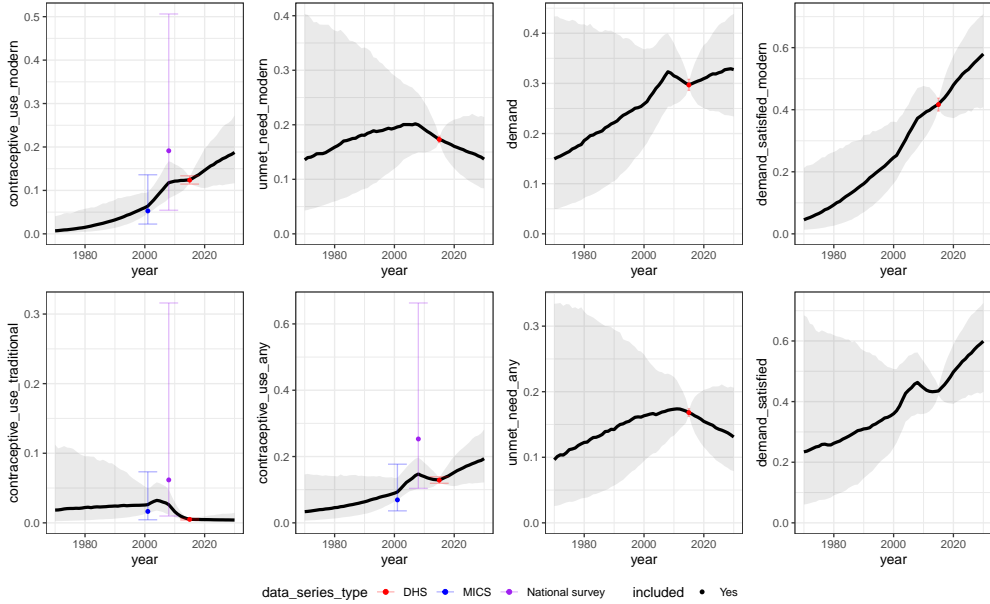 contraceptive_use_modern
0.5
0.4
0.3
0.2
0.1
0.0
1980 2000 2020
year
unmet_need_modern
0.4
0.3
0.2
0.1
0.0
1980 2000 2020
year
demand
0.4
0.3
0.2
0.1
0.0
1980 2000 2020
year
demand_satisfied_modern
0.6
0.4
0.2
0.0
1980 2000 2020
year
contraceptive_use_traditional
0.3
0.2
0.1
0.0
1980 2000 2020
year
contraceptive_use_any
0.6
0.4
0.2
0.0
1980 2000 2020
year
unmet_need_any
0.3
0.2
0.1
0.0
1980 2000 2020
year
demand_satisfied
0.6
0.4
0.2
0.0
1980 2000 2020
year
data_series_type DHS MICS National survey included Yes